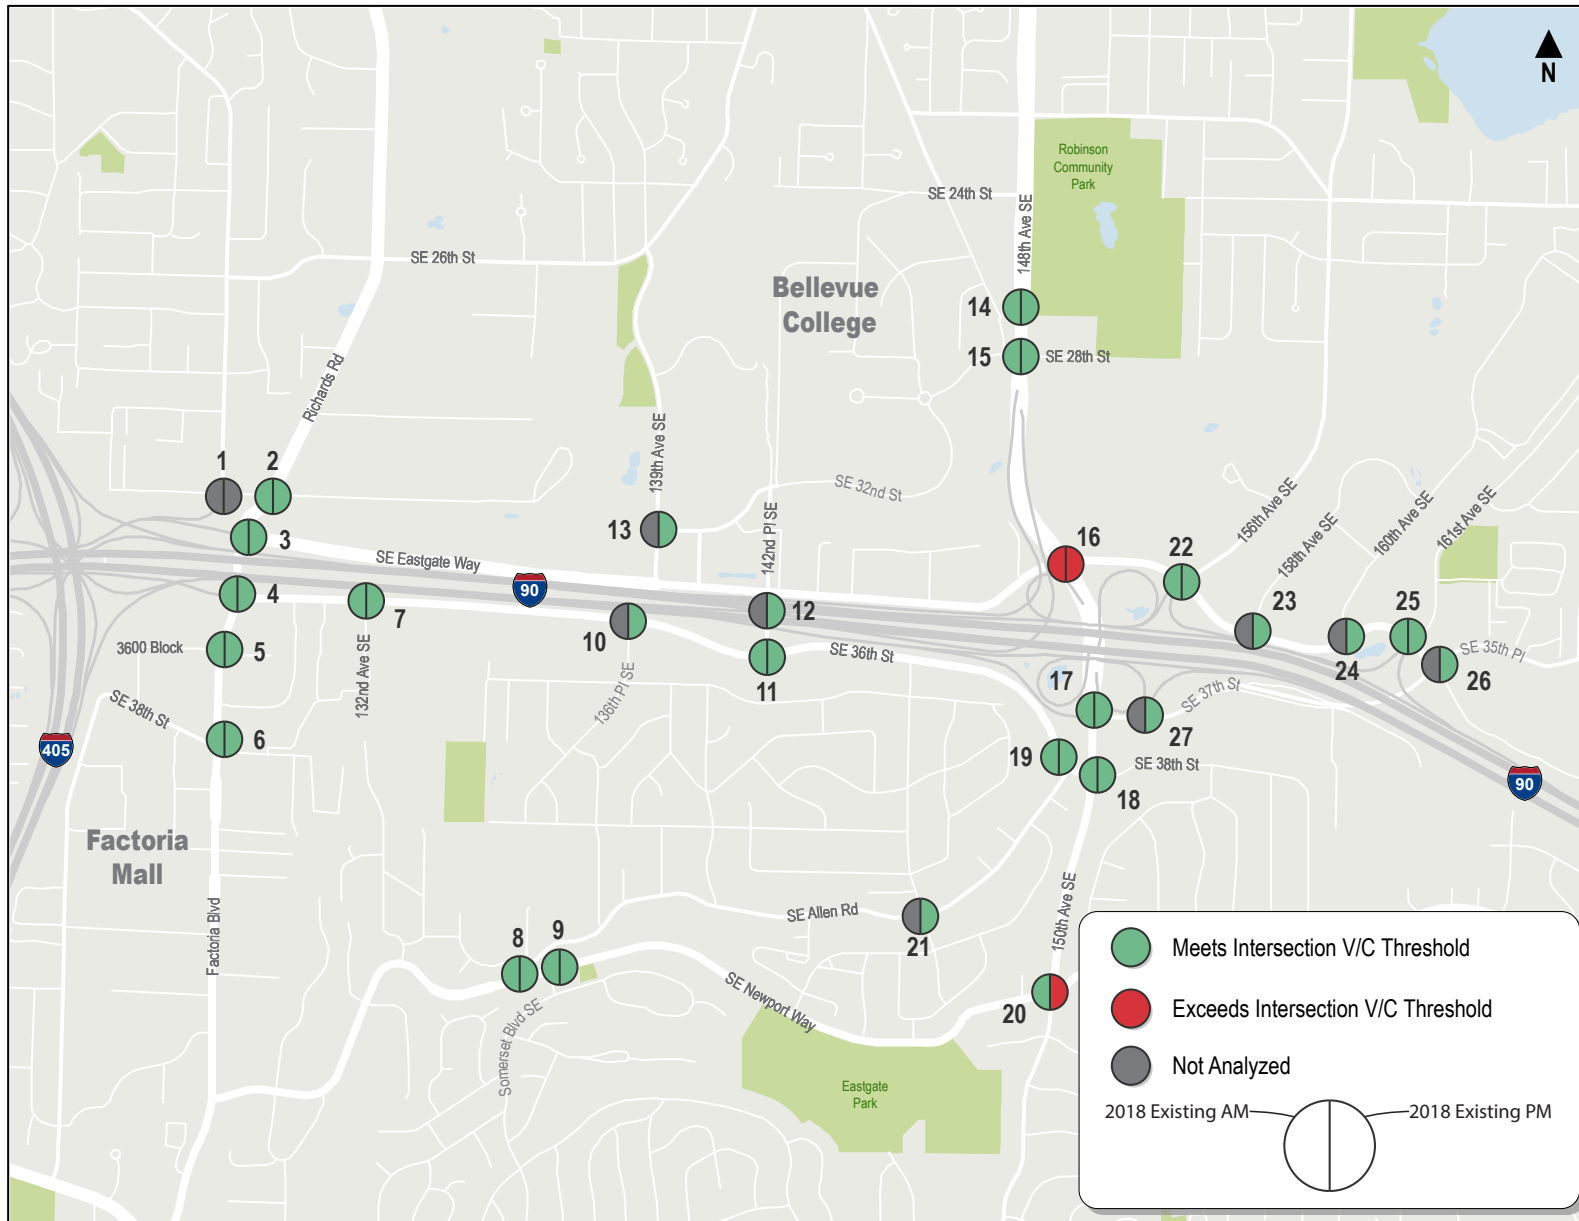 N
Robinson
Community
Park
SE 24th St
148th Ave SE
SE 26th St
Bellevue
College
14
15
SE 28th St
Richards Rd
1
2
3
139th Ave SE
SE 32nd St
13
142nd Pl SE
156th Ave SE
158th Ave SE
160th Ave SE
161st Ave SE
16
22
SE Eastgate Way
90
4
7
10
12
23
25
3600 Block
5
132nd Ave SE
136th Pl SE
11
SE 36th St
24
SE 35th Pl
26
17
SE 37th St
27
SE 38th St
6
405
19
SE 38th St
18
90
Factoria
Mall
Factoria Blvd
8
9
SE Allen Rd
21
150th Ave SE
Somerset Blvd SE
SE Newport Way
20
Eastgate
Park
Meets Intersection V/C Threshold
Exceeds Intersection V/C Threshold
Not Analyzed
2018 Existing AM
2018 Existing PM